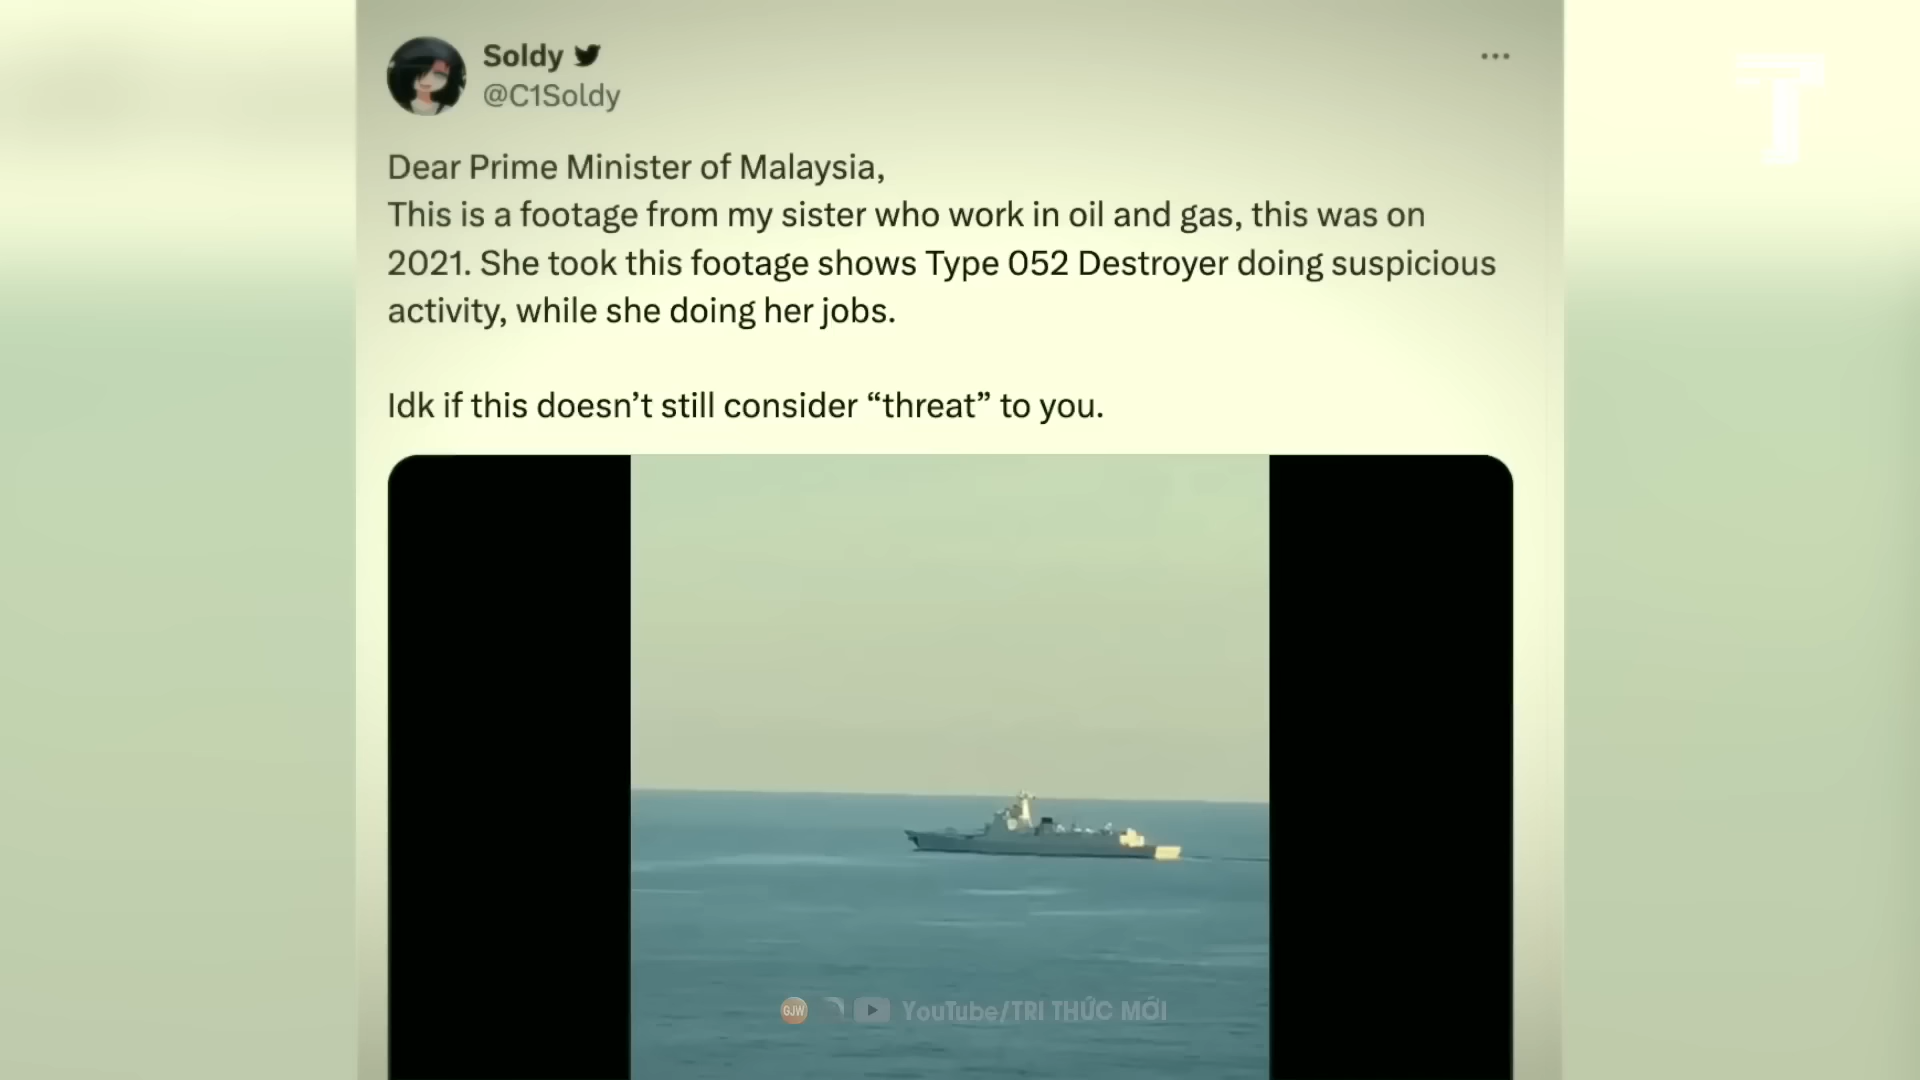 Soldy
@C1Soldy
Dear Prime Minister of Malaysia,
This is a footage from my sister who work in oil and gas, this was on
2021. She took this footage shows Type 052 Destroyer doing suspicious
activity, while she doing her jobs.
Idk if this doesn’t still consider “threat” to you.
GJW
YouTube/TRI THỨC MỚI